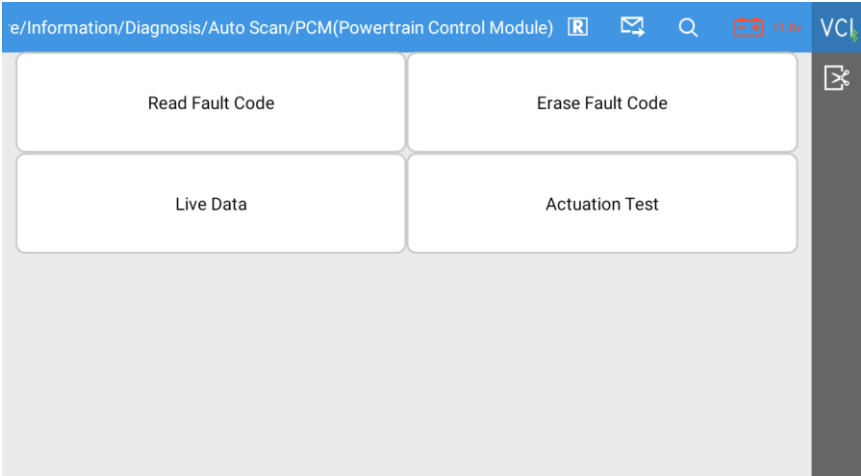 re/Information/Diagnosis/Auto Scan/PCM(Powertrain Control Module) R VCI
Read Fault Code
Erase Fault Code
Live Data
Actuation Test